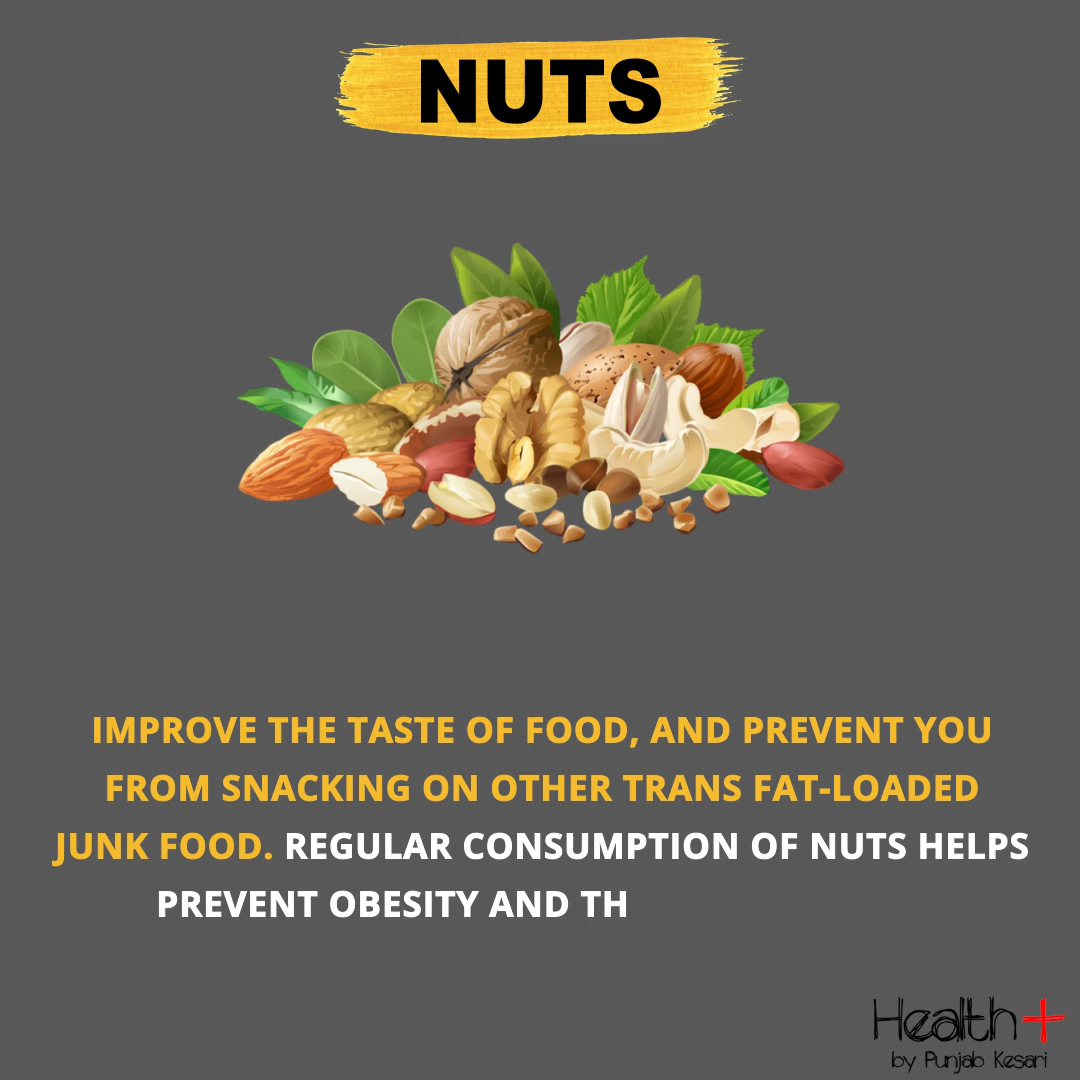 NUTS
IMPROVE THE TASTE OF FOOD, AND PREVENT YOU
FROM SNACKING ON OTHER TRANS FAT-LOADED
JUNK FOOD. REGULAR CONSUMPTION OF NUTS HELPS
PREVENT OBESITY AND TH
Health+
by Punjab Kesari